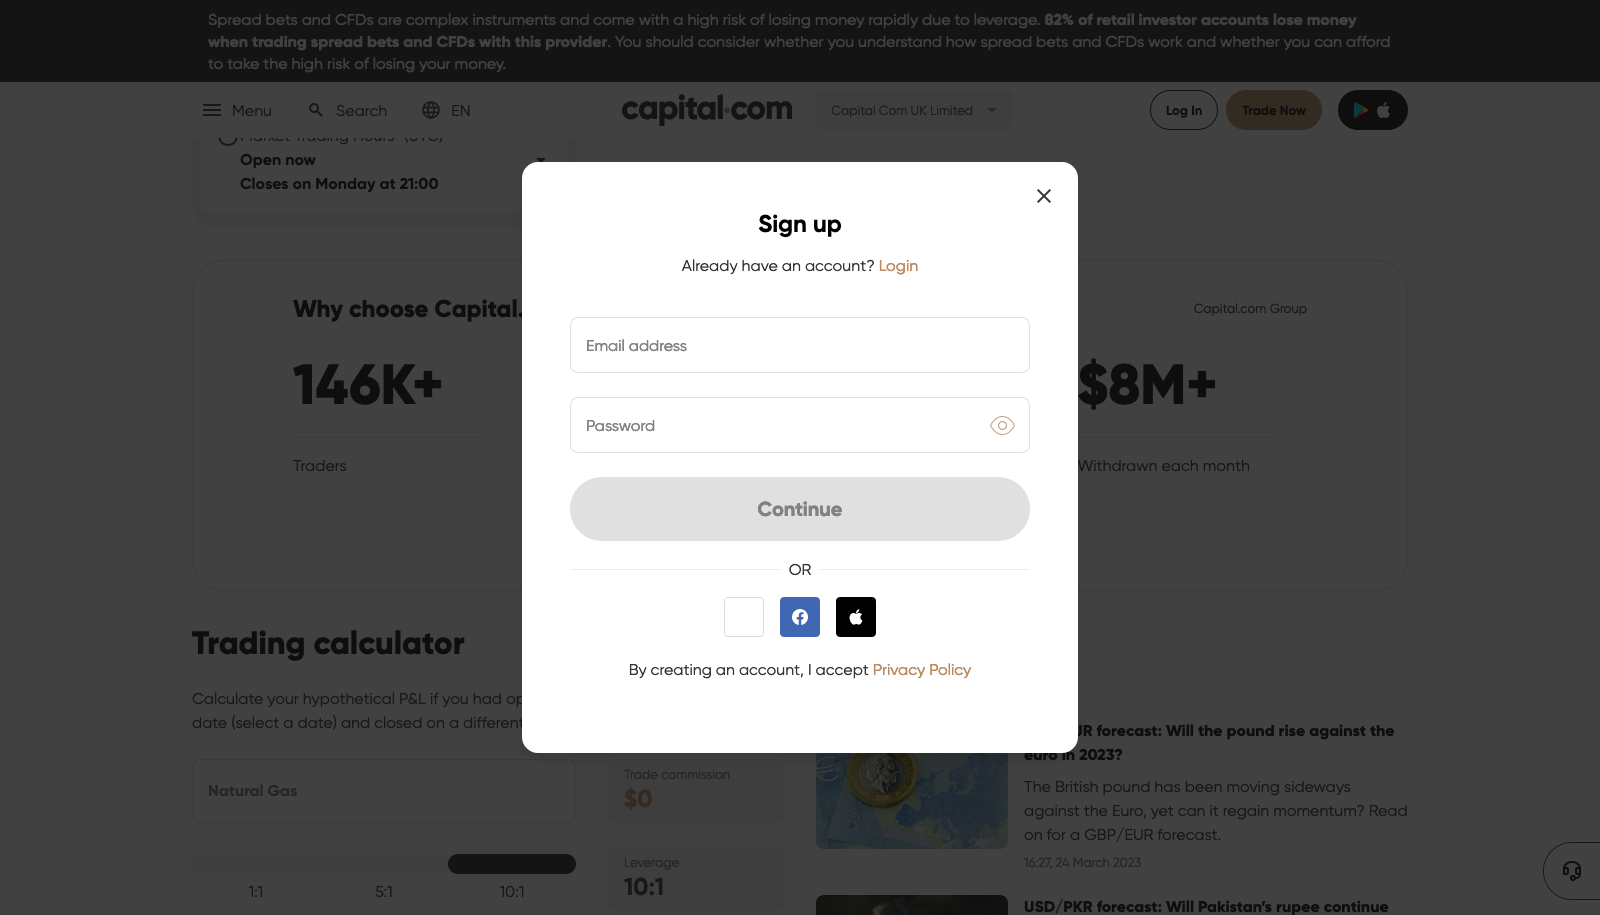 Spread bets and CFDs are complex instruments and come with a high risk of losing money rapidly due to leverage. 82% of retail investor accounts lose money
when trading spread bets and CFDs with this provider. You should consider whether you understand how spread bets and CFDs work and whether you can afford
to take the high risk of losing your money.
Menu
Search
EN
capital.com
Capital Com UK Limited
Log In
Trade Now
Market Trading Hours* (UTC)
Open now
Closes on Monday at 21:00
Sign up
Already have an account? Login
Email address
Password
Continue
OR
By creating an account, I accept Privacy Policy
Why choose Capital.
Capital.com Group
146K+
$8M+
Traders
Withdrawn each month
Trading calculator
Calculate your hypothetical P&L if you had op
date (select a date) and closed on a different
Natural Gas
1:1
5:1
10:1
Trade commission
$0
Leverage
10:1
UR forecast: Will the pound rise against the
euro in 2023?
The British pound has been moving sideways
against the Euro, yet can it regain momentum? Read
on for a GBP/EUR forecast.
16:27, 24 March 2023
USD/PKR forecast: Will Pakistan's rupee continue